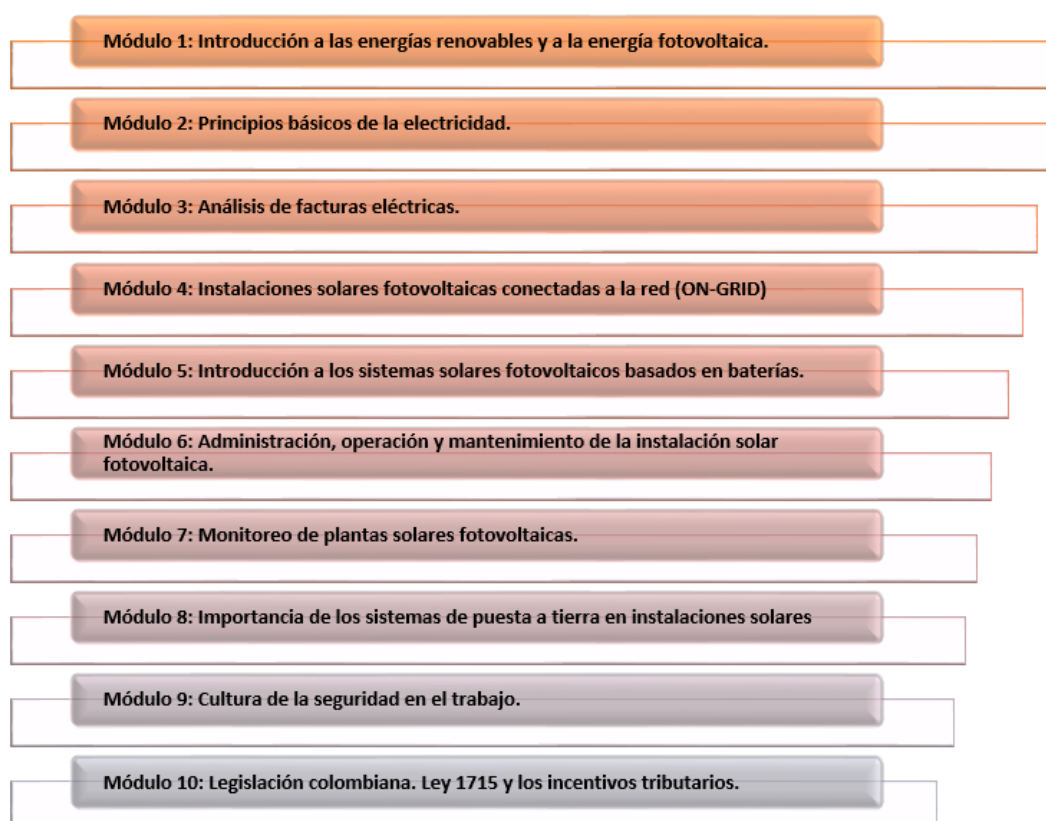 Módulo 1: Introducción a las energías renovables y a la energía fotovoltaica.
Módulo 2: Principios básicos de la electricidad.
Módulo 3: Análisis de facturas eléctricas.
Módulo 4: Instalaciones solares fotovoltaicas conectadas a la red (ON-GRID)
Módulo 5: Introducción a los sistemas solares fotovoltaicos basados en baterías.
Módulo 6: Administración, operación y mantenimiento de la instalación solar
fotovoltaica.
Módulo 7: Monitoreo de plantas solares fotovoltaicas.
Módulo 8: Importancia de los sistemas de puesta a tierra en instalaciones solares
Módulo 9: Cultura de la seguridad en el trabajo.
Módulo 10: Legislación colombiana. Ley 1715 y los incentivos tributarios.